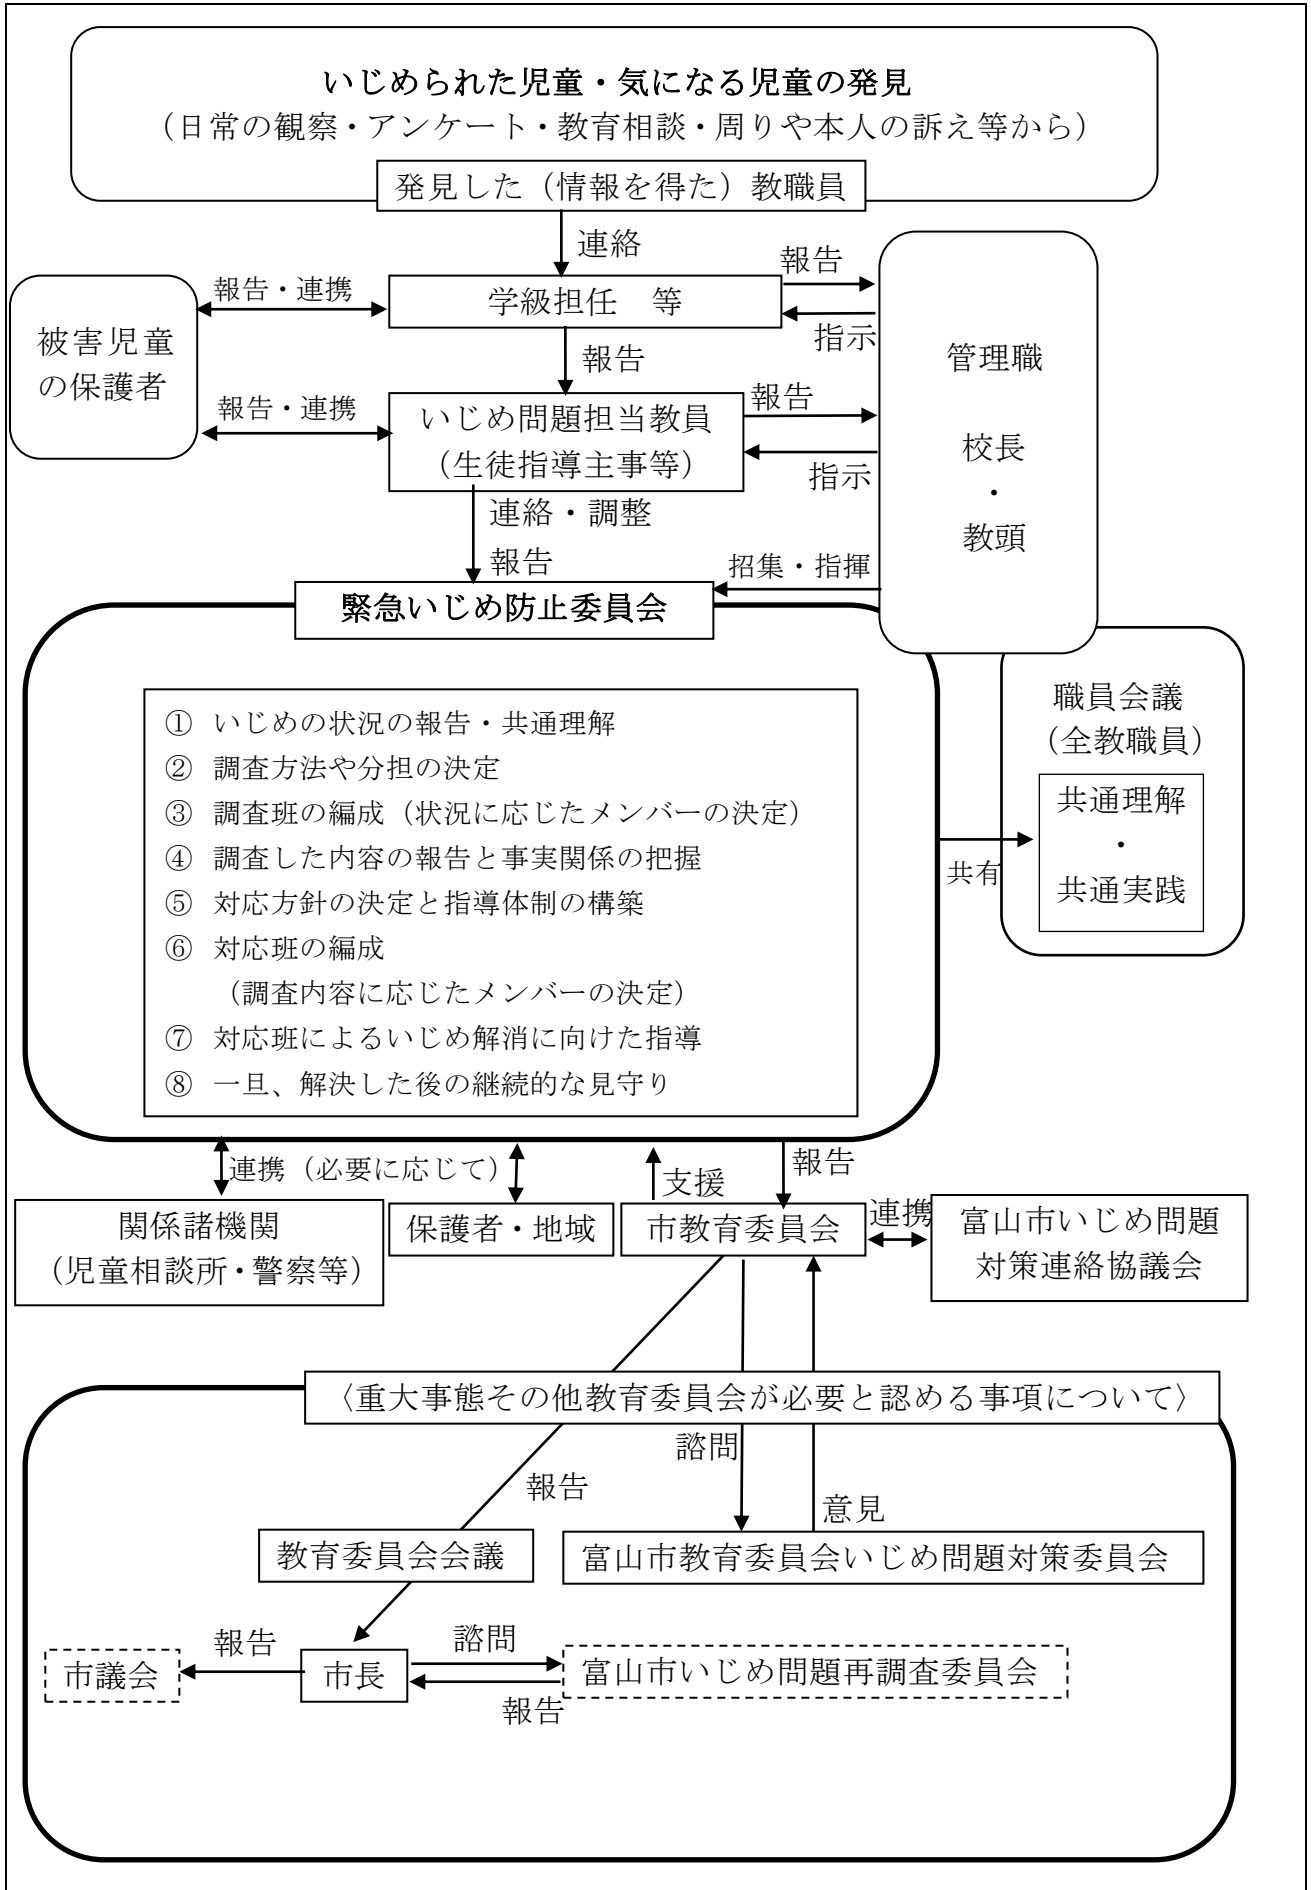 いじめられた児童・気になる児童の発見
（日常の観察・アンケート・教育相談・周りや本人の訴え等から）
発見した（情報を得た）教職員
連絡
報告
報告・連携
学級担任　等
指示
被害児童
の保護者
管理職
校長
・
教頭
報告
報告
報告・連携
いじめ問題担当教員
（生徒指導主事等）
指示
連絡・調整
報告
招集・指揮
緊急いじめ防止委員会
① いじめの状況の報告・共通理解
② 調査方法や分担の決定
③ 調査班の編成（状況に応じたメンバーの決定）
④ 調査した内容の報告と事実関係の把握
⑤ 対応方針の決定と指導体制の構築
⑥ 対応班の編成
（調査内容に応じたメンバーの決定）
⑦ 対応班によるいじめ解消に向けた指導
⑧ 一旦、解決した後の継続的な見守り
職員会議
（全教職員）
共通理解
・
共通実践
共有
連携（必要に応じて）
支援
報告
関係諸機関
（児童相談所・警察等）
保護者・地域
市教育委員会
連携
富山市いじめ問題
対策連絡協議会
〈重大事態その他教育委員会が必要と認める事項について〉
諮問
報告
意見
教育委員会会議
富山市教育委員会いじめ問題対策委員会
報告
諮問
市議会
市長
富山市いじめ問題再調査委員会
報告